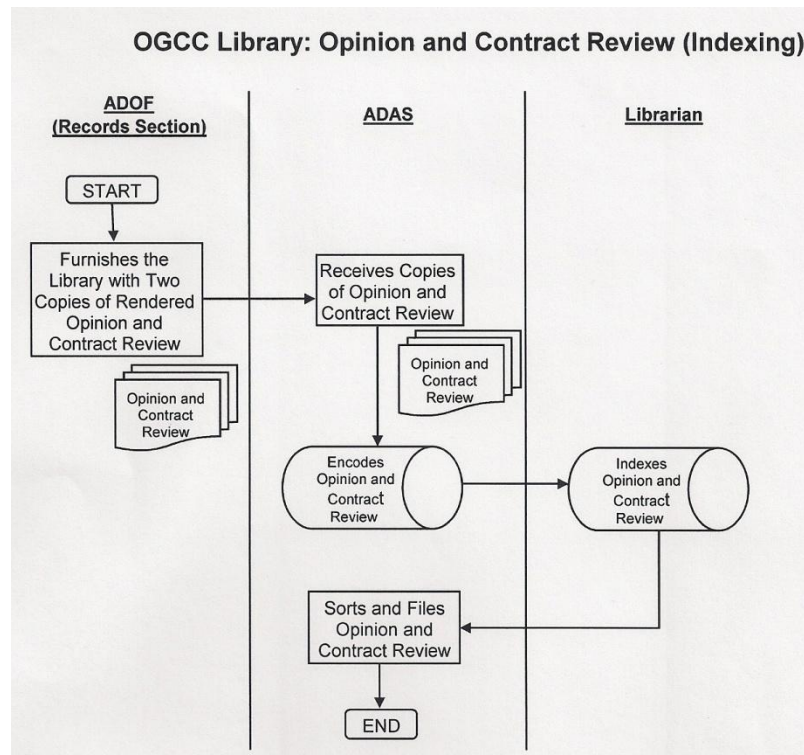 OGCC Library: Opinion and Contract Review (Indexing)
ADOF
(Records Section)
ADAS
Librarian
START
Furnishes the
Library with Two
Copies of Rendered
Opinion and
Contract Review
Receives Copies
of Opinion and
Contract Review
Opinion and
Contract
Review
Opinion and
Contract
Review
Encodes
Opinion and
Contract
Review
Indexes
Opinion and
Contract
Review
Sorts and Files
Opinion and
Contract Review
END